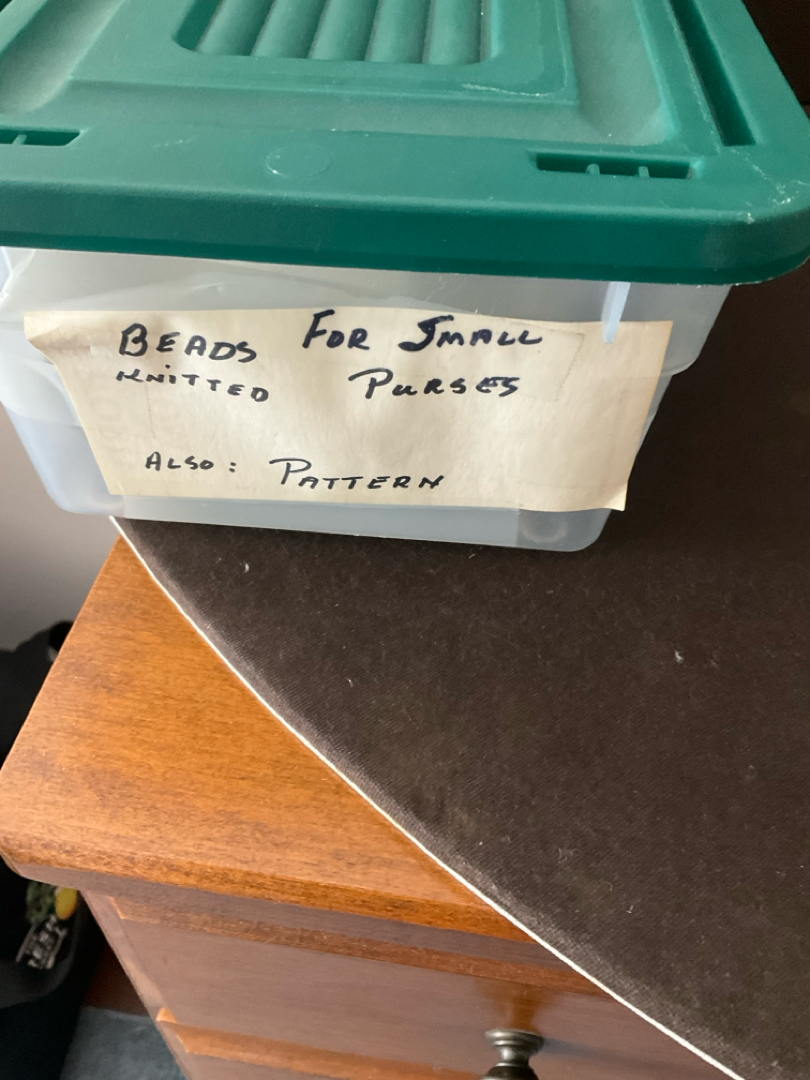 BEADS FOR SMALL
KNITTED PURSES
ALSO: PATTERN